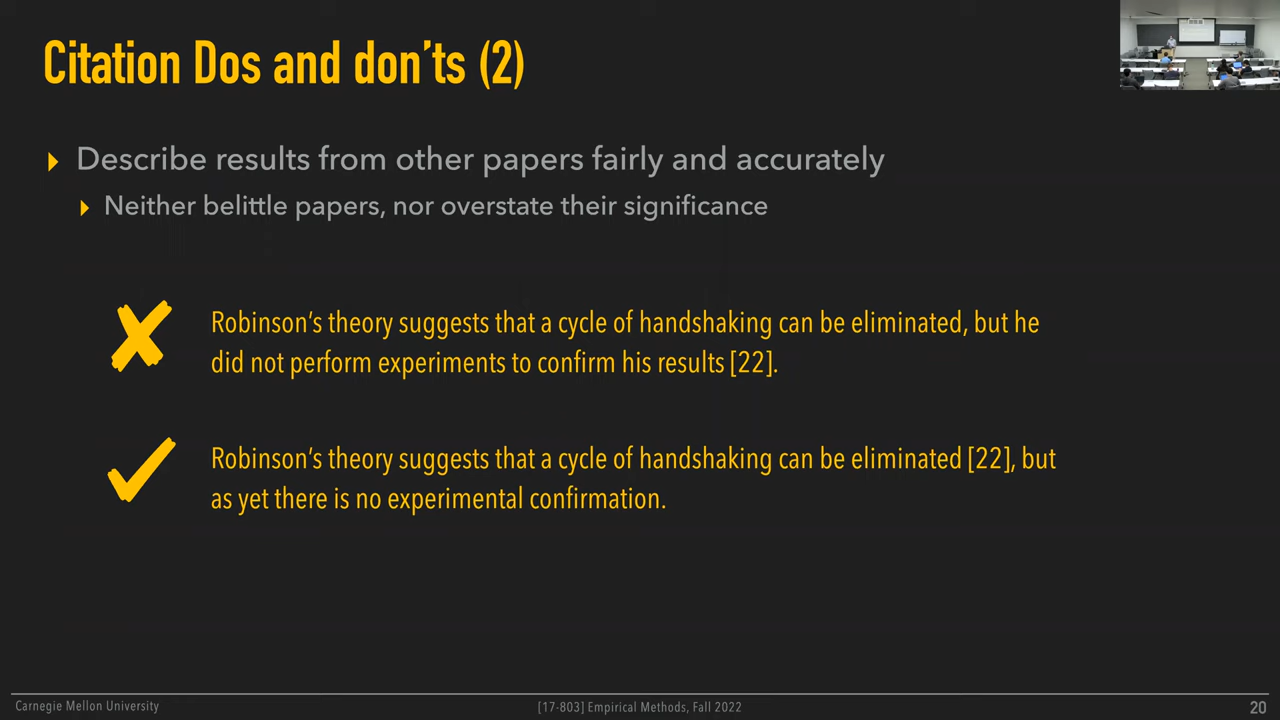 Citation Dos and don’ts (2)
Describe results from other papers fairly and accurately
Neither belittle papers, nor overstate their significance
Robinson’s theory suggests that a cycle of handshaking can be eliminated, but he
did not perform experiments to confirm his results [22].
Robinson’s theory suggests that a cycle of handshaking can be eliminated [22], but
as yet there is no experimental confirmation.
Carnegie Mellon University
[17-803] Empirical Methods, Fall 2022
20